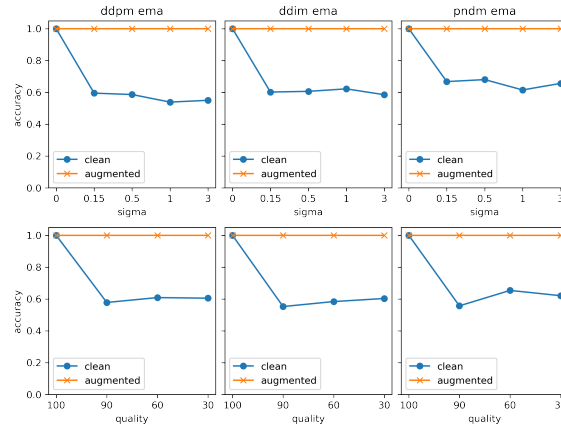 ddpm ema ddim ema pndm ema
1.0
0.8
0.6
0.4
0.2
0.0
accuracy
clean clean clean
augmented augmented augmented
0 0.15 0.5 1 3 0 0.15 0.5 1 3 0 0.15 0.5 1 3
sigma sigma sigma
1.0
0.8
0.6
0.4
0.2
0.0
accuracy
clean clean clean
augmented augmented augmented
100 90 60 30 100 90 60 30 100 90 60
quality quality quality